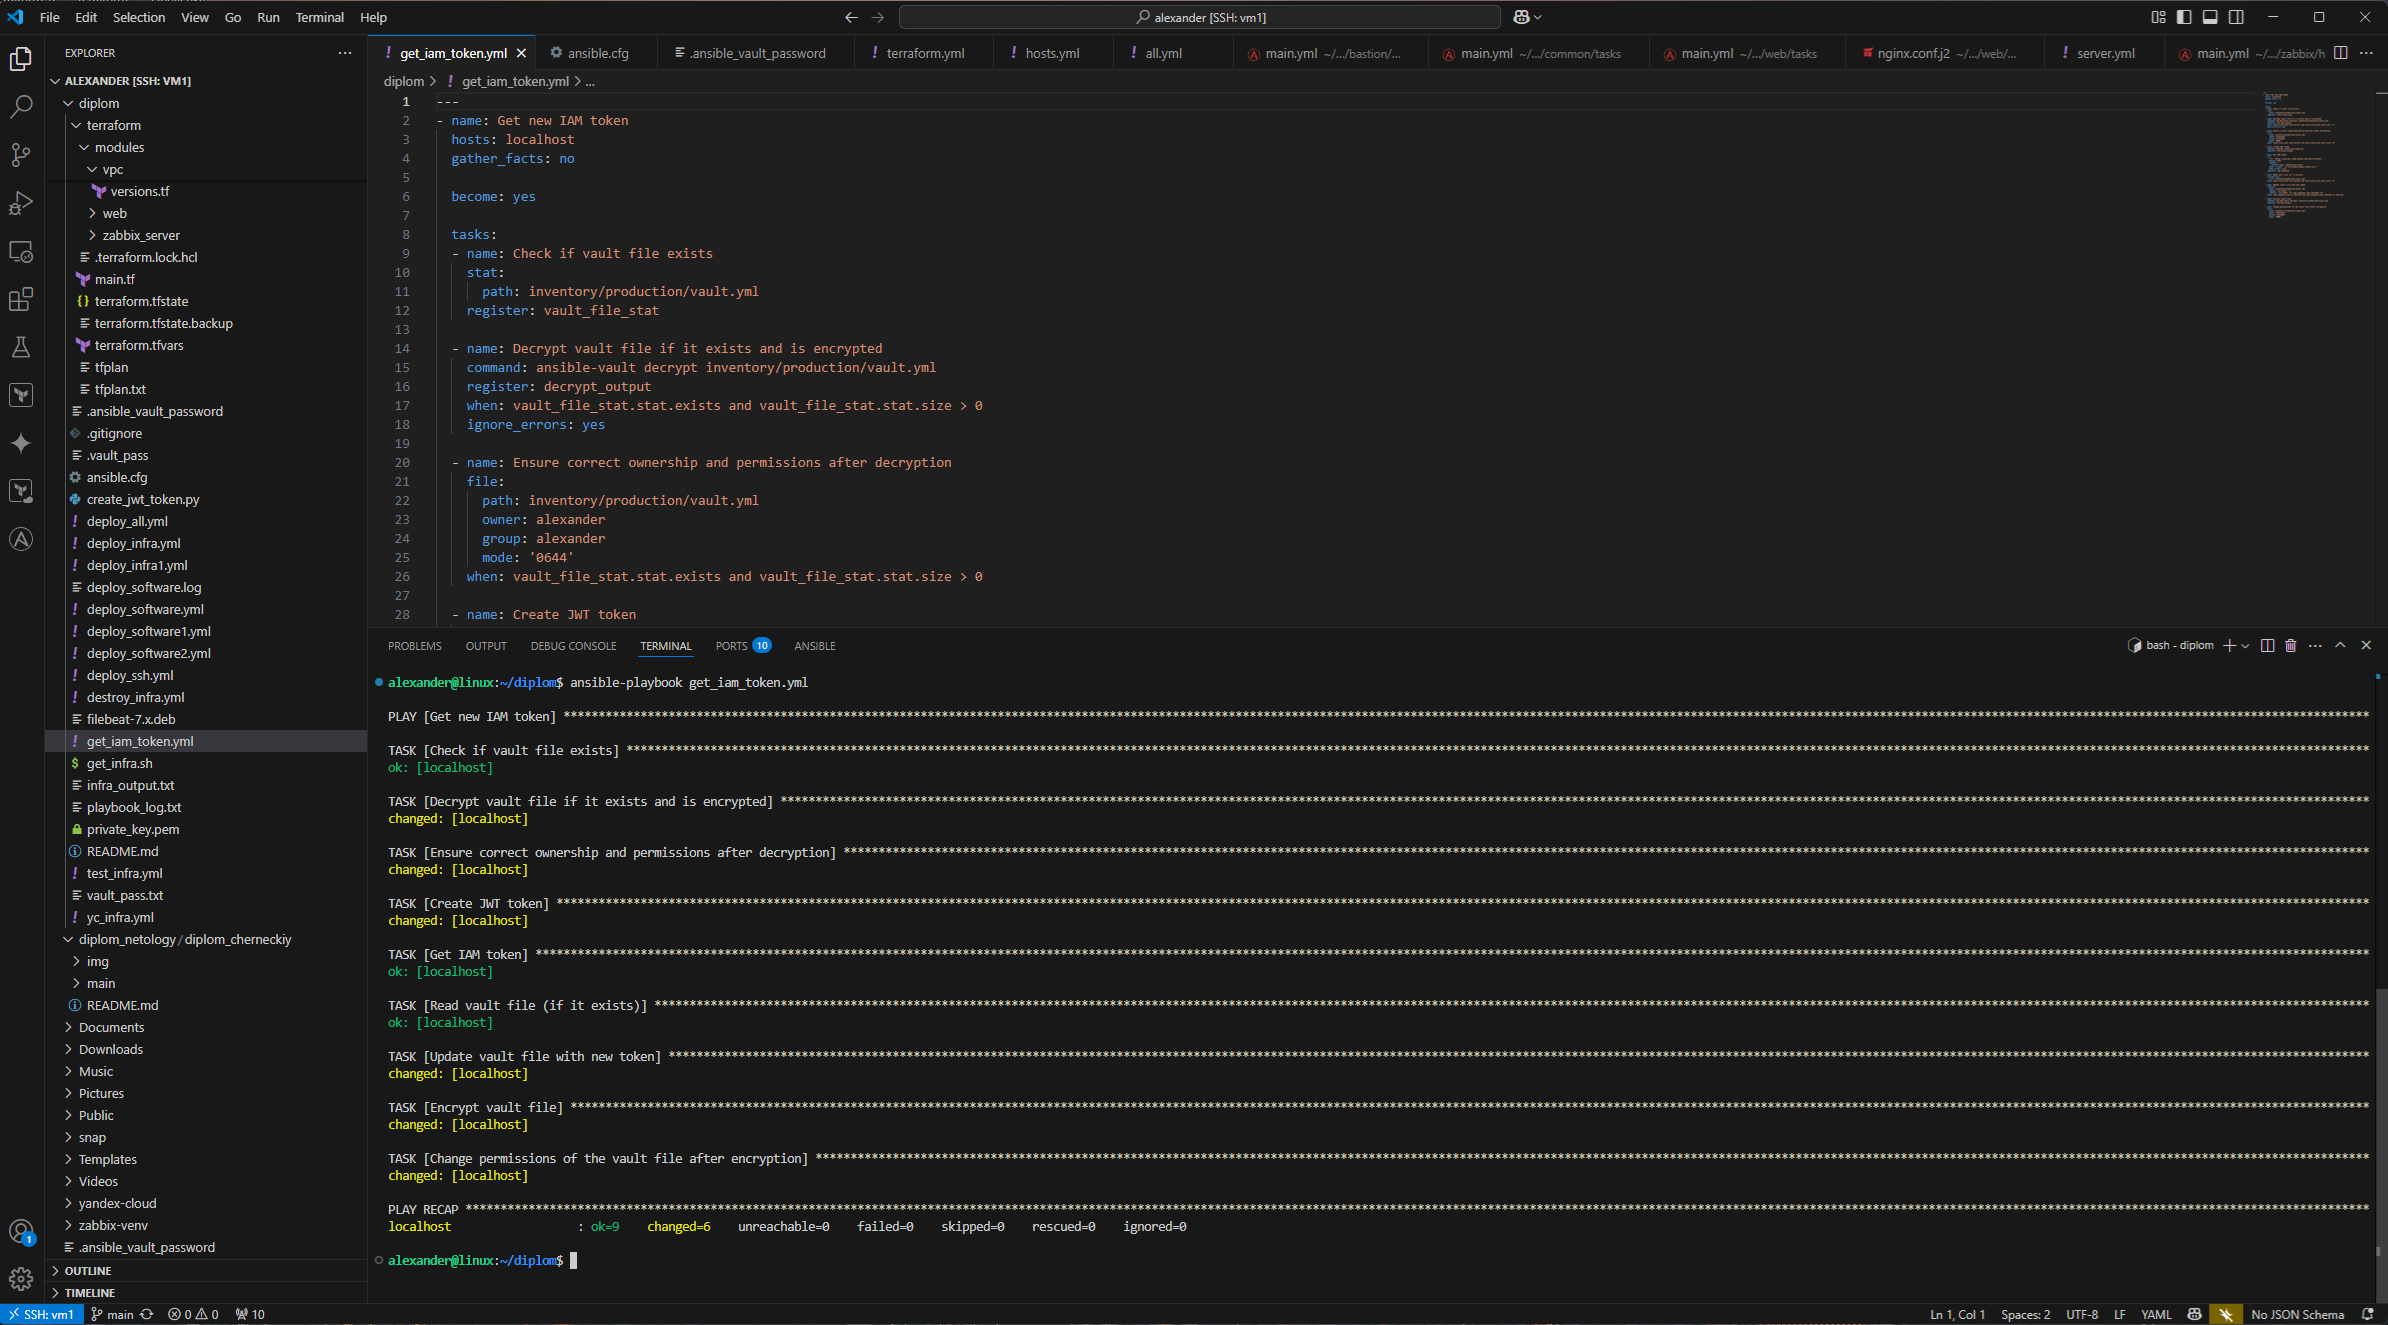 File Edit Selection View Go Run Terminal Help
alexander [SSH: vm1]
EXPLORER
ALEXANDER [SSH: VM1]
diplom
terraform
modules
vpc
versions.tf
web
zabbix_server
.terraform.lock.hcl
main.tf
terraform.tfstate
terraform.tfstate.backup
terraform.tfvars
tfplan
tfplan.txt
.ansible_vault_password
.gitignore
.vault_pass
ansible.cfg
create_jwt_token.py
deploy_all.yml
deploy_infra.yml
deploy_infra1.yml
deploy_software.log
deploy_software.yml
deploy_software1.yml
deploy_software2.yml
deploy_ssh.yml
destroy_infra.yml
filebeat-7.x.deb
get_iam_token.yml
get_infra.sh
infra_output.txt
playbook_log.txt
private_key.pem
README.md
test_infra.yml
vault_pass.txt
yc_infra.yml
diplom_netology / diplom_cherneckiy
img
main
README.md
Documents
Downloads
Music
Pictures
Public
snap
Templates
Videos
yandex-cloud
zabbix-venv
.ansible_vault_password
OUTLINE
TIMELINE
get_iam_token.yml ansible.cfg .ansible_vault_password terraform.yml hosts.yml all.yml main.yml ~/.../bastion/... main.yml ~/.../common/tasks main.yml ~/.../web/tasks nginx.conf.j2 ~/.../web/... server.yml main.yml ~/.../zabbix/h
diplom > get_iam_token.yml > ...
1 ---
2 - name: Get new IAM token
3 hosts: localhost
4 gather_facts: no
5
6 become: yes
7
8 tasks:
9 - name: Check if vault file exists
10 stat:
11 path: inventory/production/vault.yml
12 register: vault_file_stat
13
14 - name: Decrypt vault file if it exists and is encrypted
15 command: ansible-vault decrypt inventory/production/vault.yml
16 register: decrypt_output
17 when: vault_file_stat.stat.exists and vault_file_stat.stat.size > 0
18 ignore_errors: yes
19
20 - name: Ensure correct ownership and permissions after decryption
21 file:
22 path: inventory/production/vault.yml
23 owner: alexander
24 group: alexander
25 mode: '0644'
26 when: vault_file_stat.stat.exists and vault_file_stat.stat.size > 0
27
28 - name: Create JWT token
PROBLEMS OUTPUT DEBUG CONSOLE TERMINAL PORTS 10 ANSIBLE
bash - diplom
alexander@linux:~/diplom$ ansible-playbook get_iam_token.yml
PLAY [Get new IAM token] ****
TASK [Check if vault file exists] ****
ok: [localhost]
TASK [Decrypt vault file if it exists and is encrypted] ****
changed: [localhost]
TASK [Ensure correct ownership and permissions after decryption] ****
changed: [localhost]
TASK [Create JWT token] ****
changed: [localhost]
TASK [Get IAM token] ****
ok: [localhost]
TASK [Read vault file (if it exists)] ****
ok: [localhost]
TASK [Update vault file with new token] ****
changed: [localhost]
TASK [Encrypt vault file] ****
changed: [localhost]
TASK [Change permissions of the vault file after encryption] ****
changed: [localhost]
PLAY RECAP ****
localhost : ok=9 changed=6 unreachable=0 failed=0 skipped=0 rescued=0 ignored=0
alexander@linux:~/diplom$
1
SSH: vm1 main 0 0 10
Ln 1, Col 1 Spaces: 2 UTF-8 LF YAML No JSON Schema